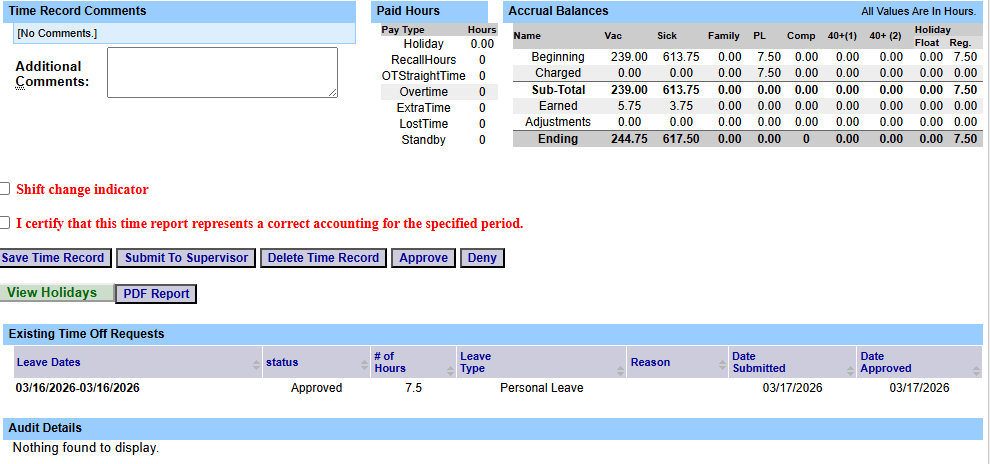 Time Record Comments
[No Comments.]
Additional
Comments:
Paid Hours
Pay Type Hours
Holiday 0.00
RecallHours 0
OTStraightTime 0
Overtime 0
ExtraTime 0
LostTime 0
Standby 0
Accrual Balances All Values Are In Hours.
Name Vac Sick Family PL Comp 40+(1) 40+ (2) Holiday
Float Reg.
Beginning 239.00 613.75 0.00 7.50 0.00 0.00 0.00 0.00 7.50
Charged 0.00 0.00 0.00 7.50 0.00 0.00 0.00 0.00 0.00
Sub-Total 239.00 613.75 0.00 0.00 0.00 0.00 0.00 0.00 7.50
Earned 5.75 3.75 0.00 0.00 0.00 0.00 0.00 0.00 0.00
Adjustments 0.00 0.00 0.00 0.00 0.00 0.00 0.00 0.00 0.00
Ending 244.75 617.50 0.00 0.00 0 0.00 0.00 0.00 7.50
Shift change indicator
I certify that this time report represents a correct accounting for the specified period.
Save Time Record Submit To Supervisor Delete Time Record Approve Deny
View Holidays PDF Report
Existing Time Off Requests
Leave Dates status # of Hours Leave Type Reason Date Submitted Date Approved
03/16/2026-03/16/2026 Approved 7.5 Personal Leave 03/17/2026 03/17/2026
Audit Details
Nothing found to display.